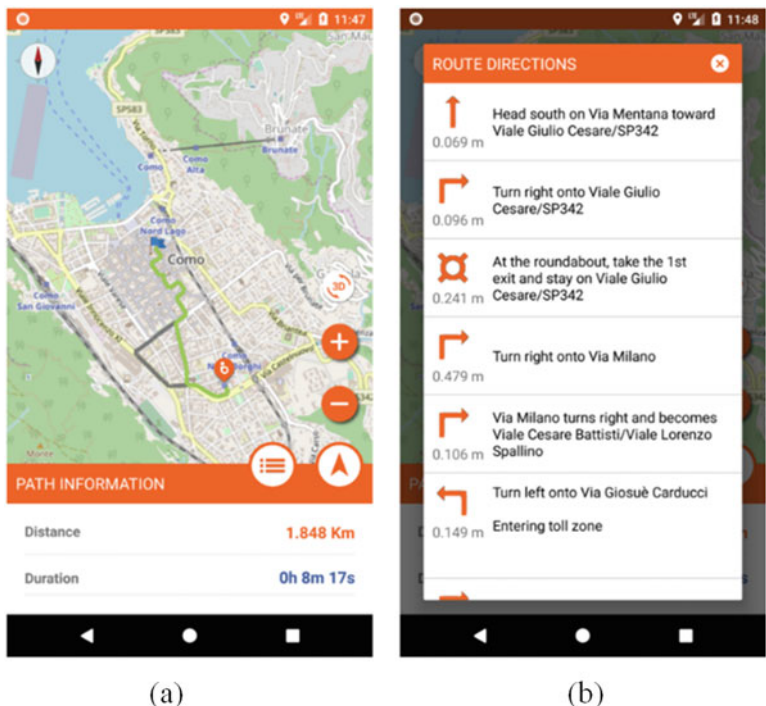 11:47
SP583
Brunate
Brunate
Como
Como
Alta
Como
Nord Lago
Como
Como
San Giovanni
3D
Como
Monte
+
−
PATH INFORMATION
Distance
1.848 Km
Duration
0h 8m 17s
(a)
11:48
ROUTE DIRECTIONS
Head south on Via Mentana toward
Viale Giulio Cesare/SP342
0.069 m
Turn right onto Viale Giulio
Cesare/SP342
0.096 m
At the roundabout, take the 1st
exit and stay on Viale Giulio
Cesare/SP342
0.241 m
Turn right onto Via Milano
0.479 m
Via Milano turns right and becomes
Viale Cesare Battisti/Viale Lorenzo
Spallino
0.106 m
Turn left onto Via Giosuè Carducci
Entering toll zone
0.149 m
(b)